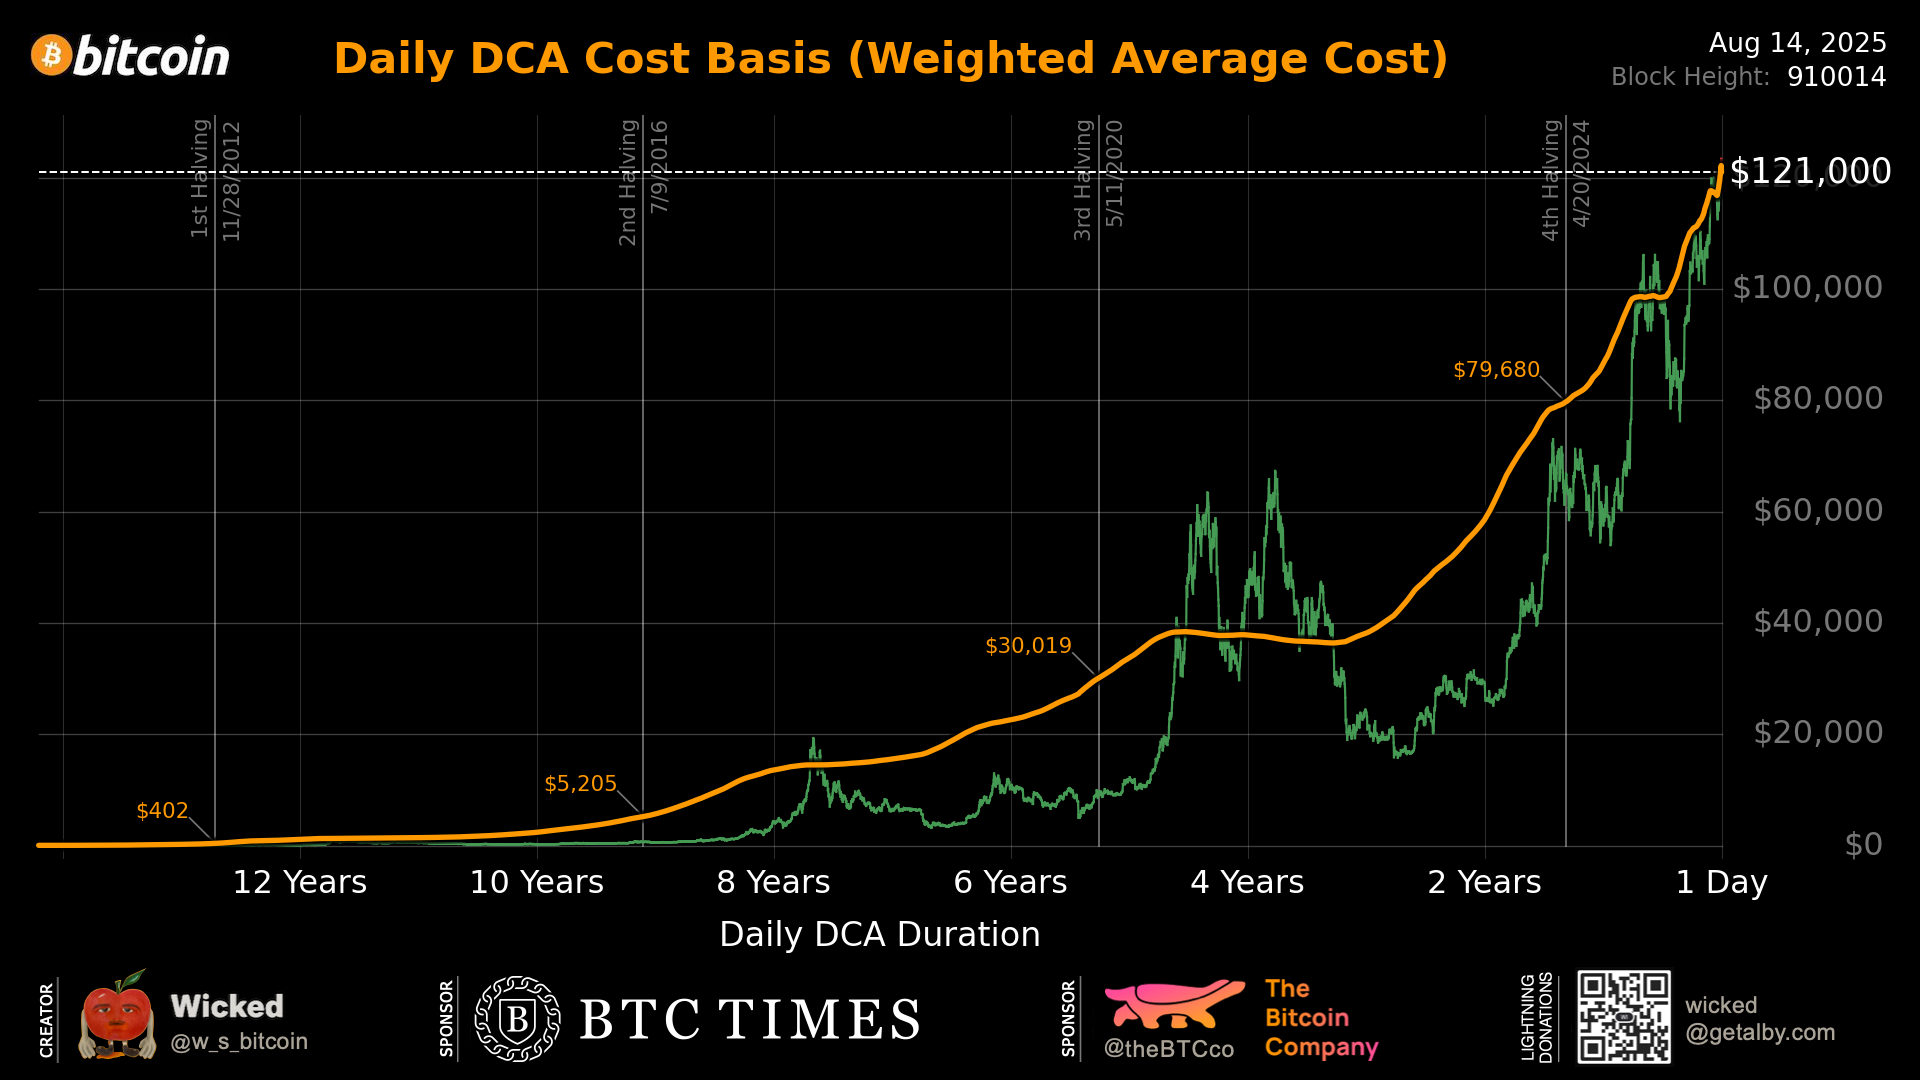 bitcoin
Daily DCA Cost Basis (Weighted Average Cost)
Aug 14, 2025
Block Height: 910014
1st Halving
11/28/2012
2nd Halving
7/9/2016
3rd Halving
5/11/2020
4th Halving
4/20/2024
$121,000
$100,000
$80,000
$60,000
$40,000
$20,000
$0
$402
$5,205
$30,019
$79,680
12 Years
10 Years
8 Years
6 Years
4 Years
2 Years
1 Day
Daily DCA Duration
CREATOR
Wicked
@w_s_bitcoin
SPONSOR
B
BTC TIMES
SPONSOR
@theBTCco
The
Bitcoin
Company
LIGHTNING
DONATIONS
wicked
@getalby.com